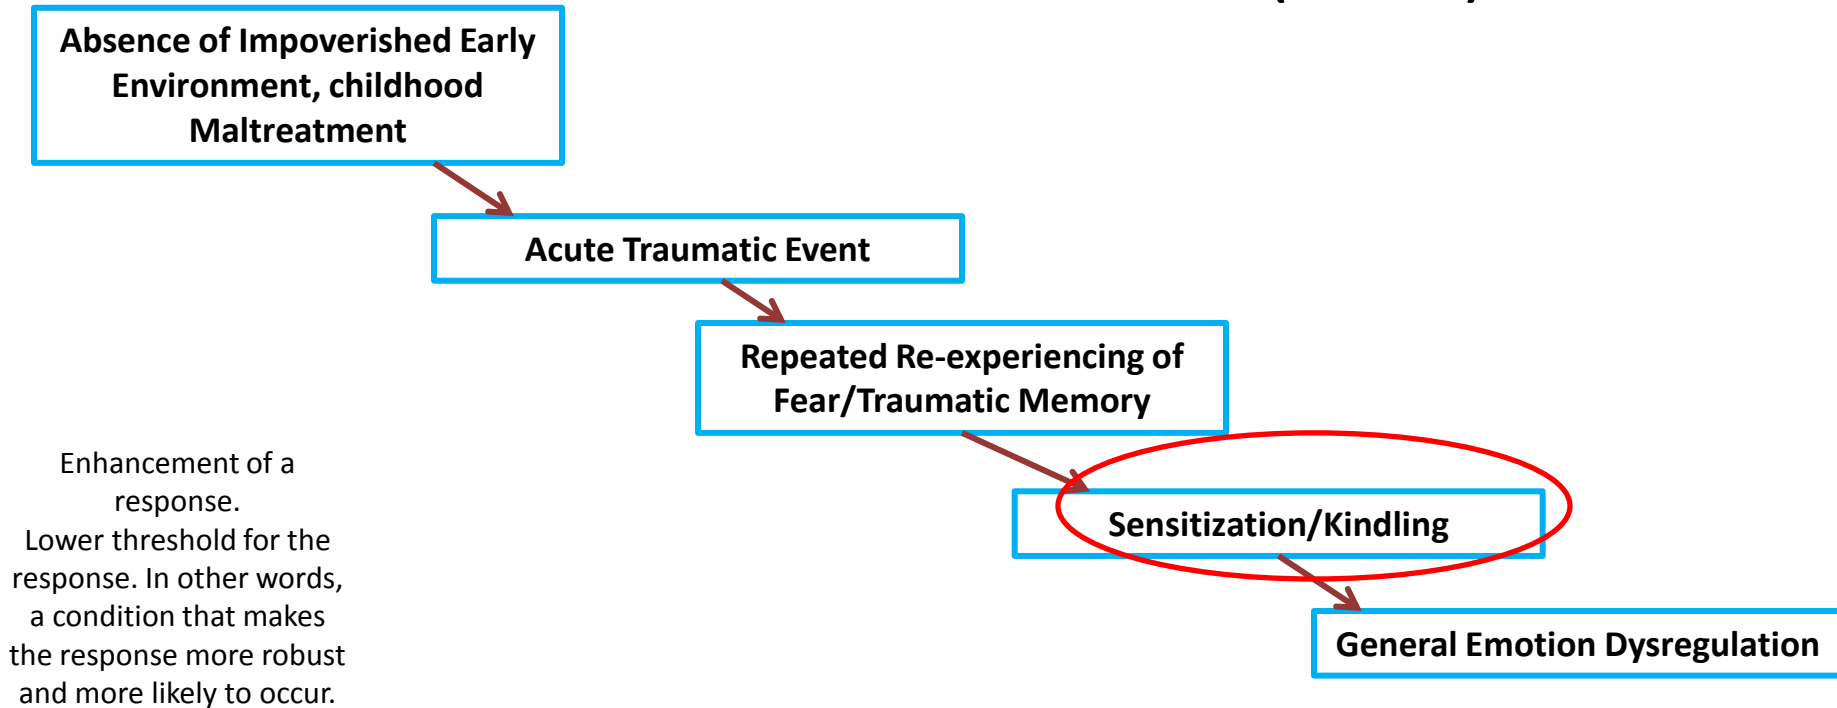 Absence of Impoverished Early
Environment, childhood
Maltreatment
Acute Traumatic Event
Repeated Re-experiencing of
Fear/Traumatic Memory
Enhancement of a
response.
Lower threshold for the
response. In other words,
a condition that makes
the response more robust
and more likely to occur.
Sensitization/Kindling
General Emotion Dysregulation